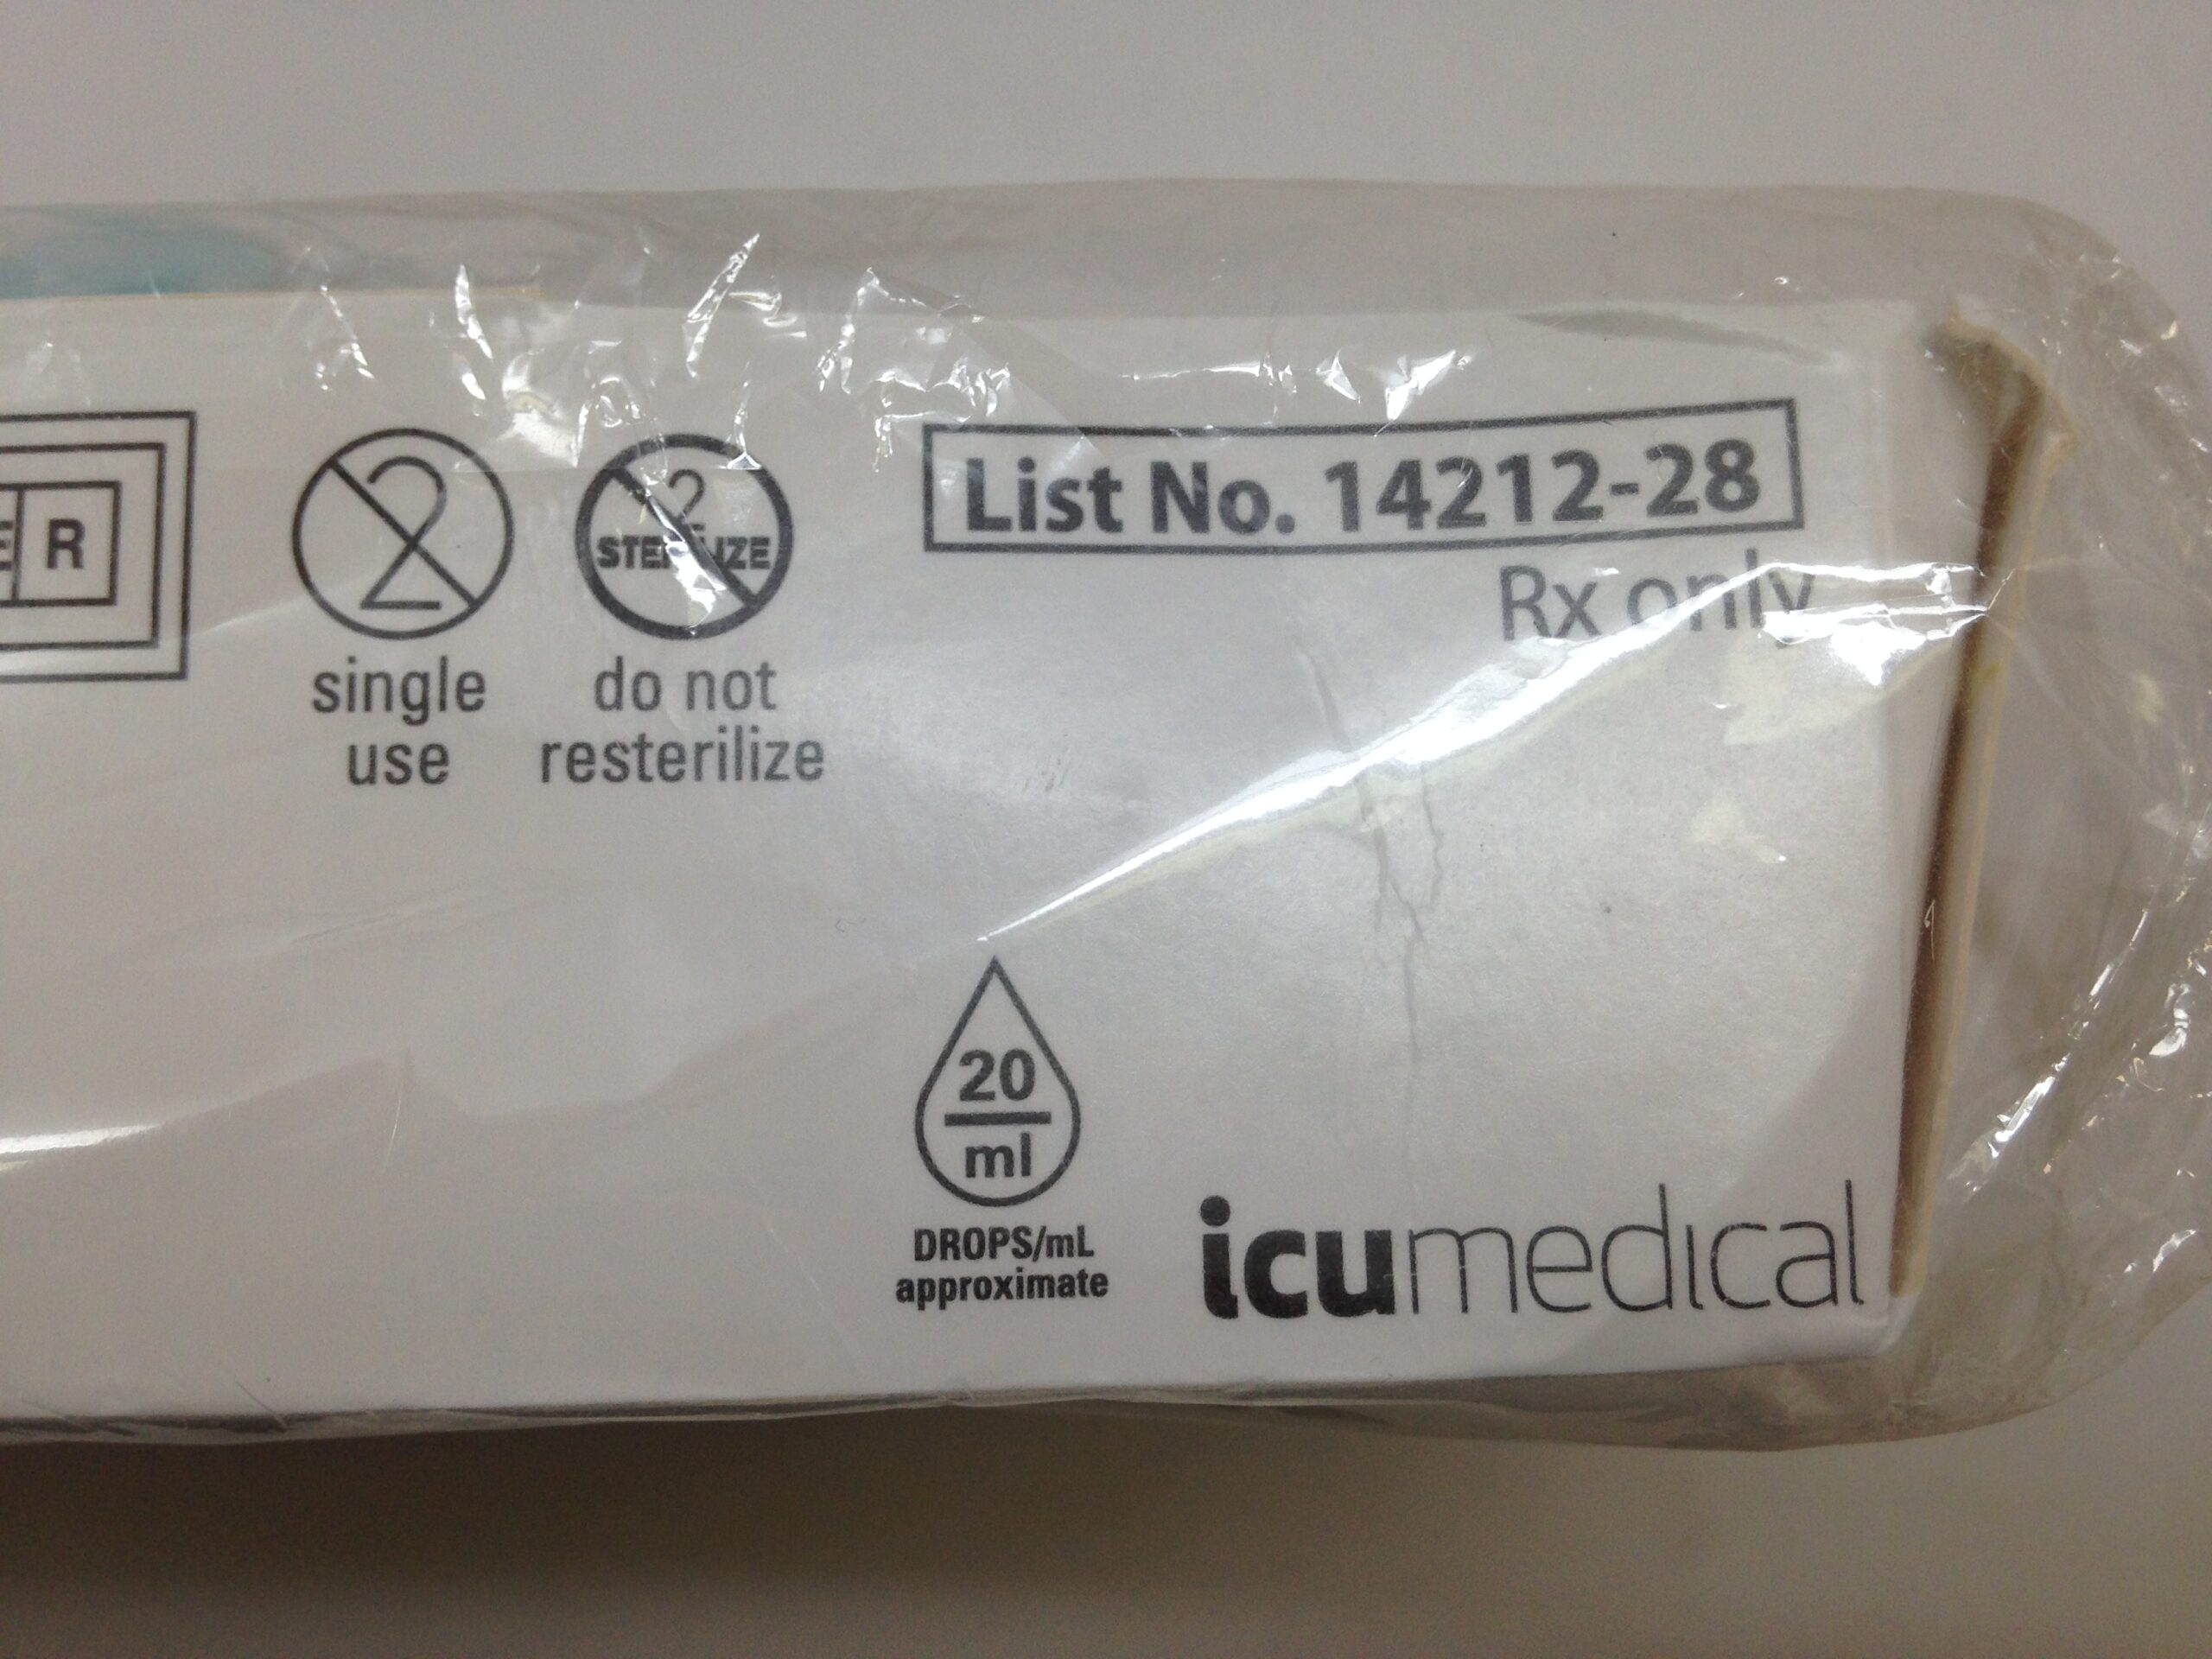 E R
2
single
use
2
STERILIZE
do not
resterilize
List No. 14212-28
Rx only
20
ml
DROPS/mL
approximate
icumedical